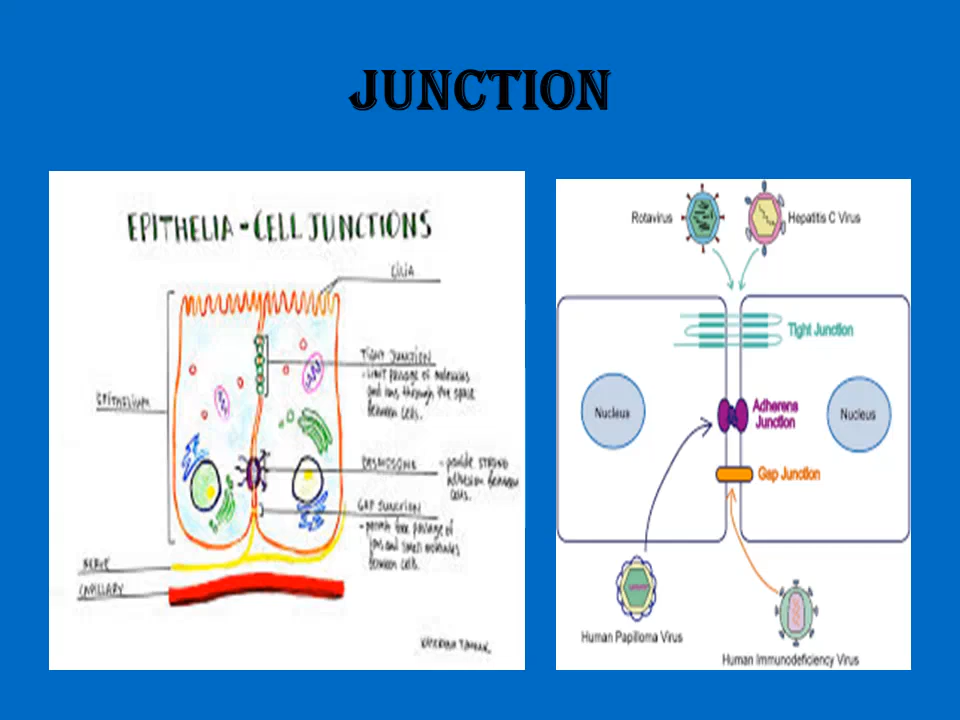 JUNCTION
EPITHELIA - CELL JUNCTIONS
CILIA
TIGHT JUNCTION
- LIMIT passage of molecules
and ions through the space
between cells.
EPITHELIUM
DESMOSOME
- provide STRONG
adhesion between
cells.
GAP JUNCTION
- permit free passage of
ions and small molecules
between cells.
NERVE
CAPILLARY
Rotavirus
Hepatitis C Virus
Tight Junction
Nucleus
Adherens
Junction
Nucleus
Gap Junction
Human Papilloma Virus
Human Immunodeficiency Virus